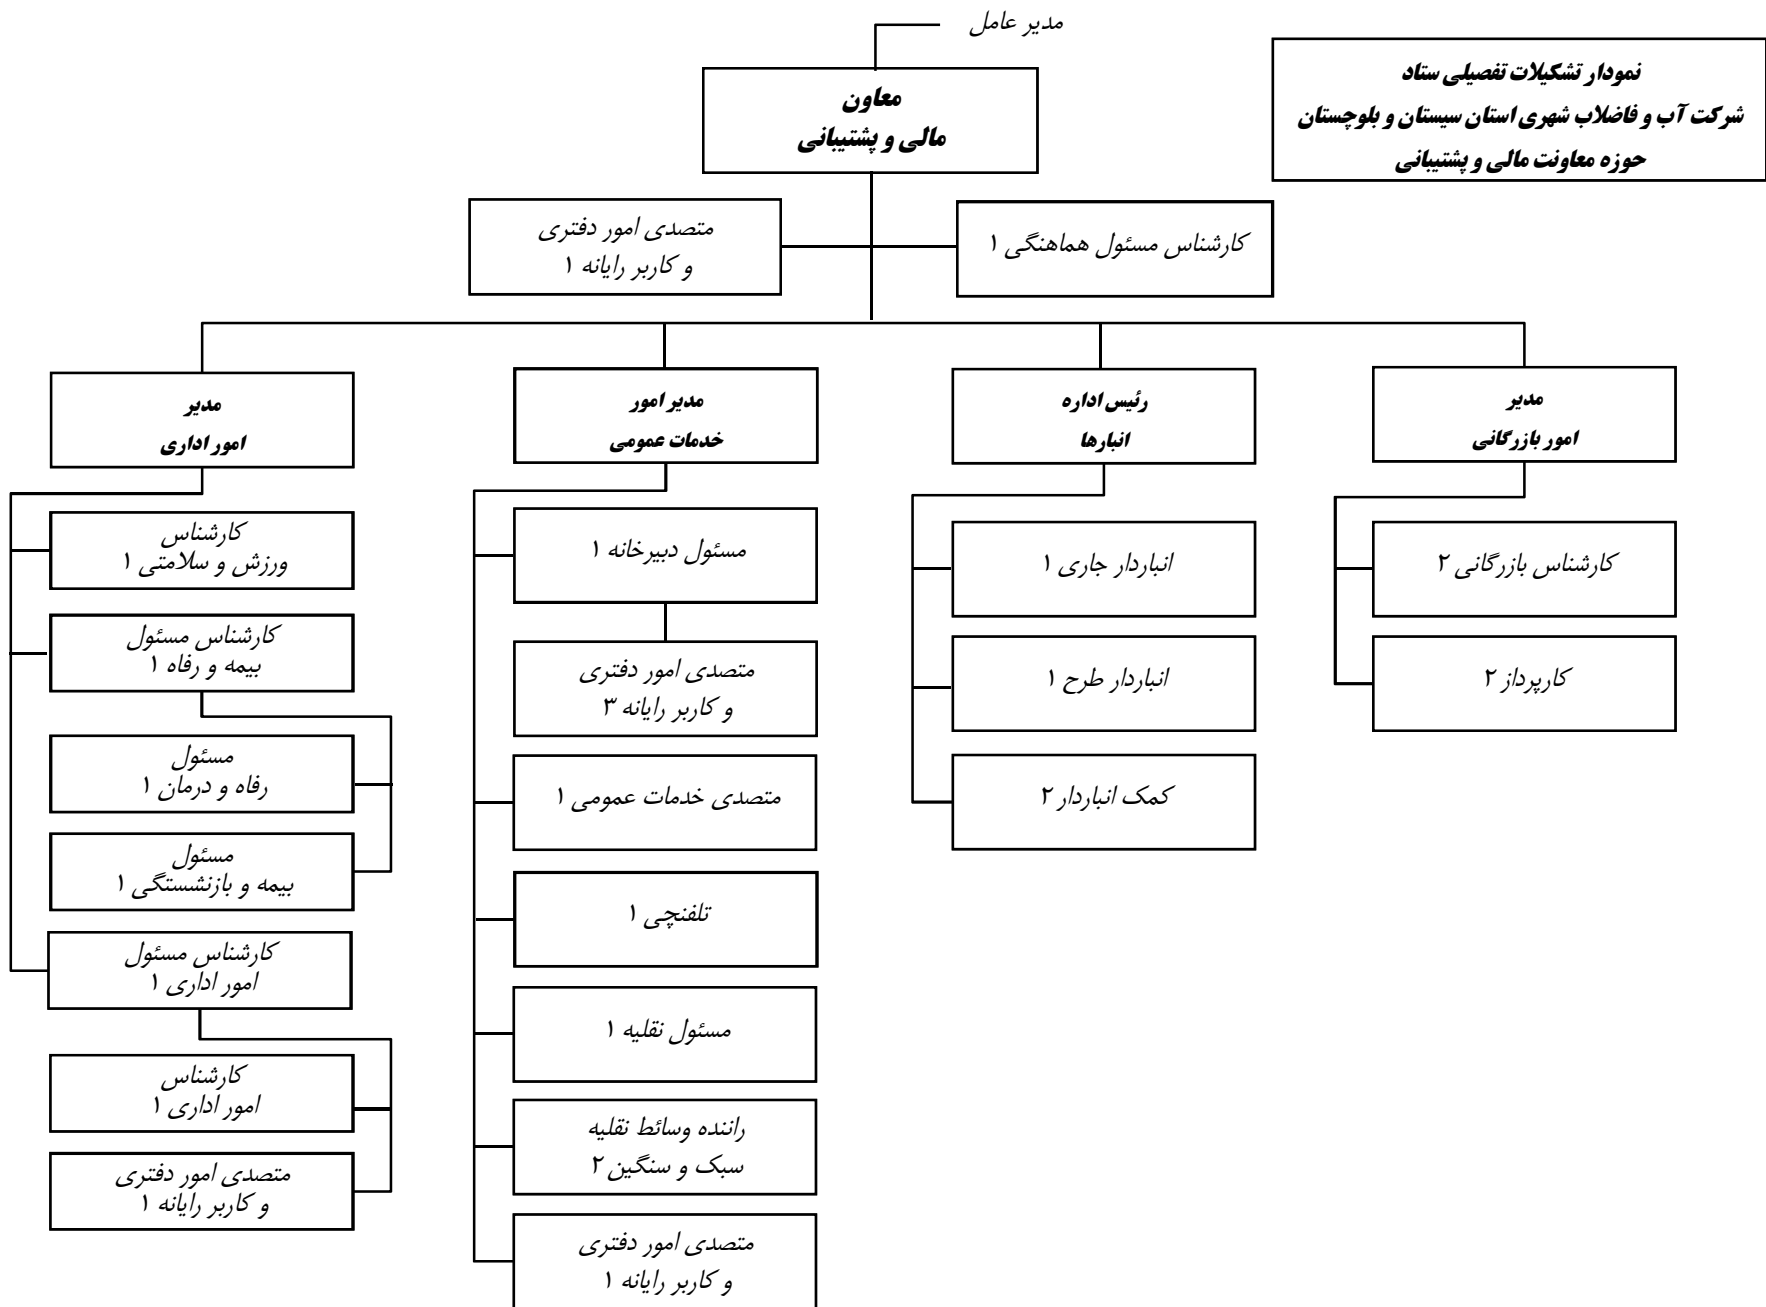 مدیر عامل
نمودار تشکیلات تفصیلی ستاد
شرکت آب و فاضلاب شهری استان سیستان و بلوچستان
حوزه معاونت مالی و پشتیبانی
معاون
مالی و پشتیبانی
کارشناس مسئول هماهنگی ۱
متصدی امور دفتری
و کاربر رایانه ۱
مدیر
امور بازرگانی
کارشناس بازرگانی ۲
کارپرداز ۲
رئیس اداره
انبارها
انباردار جاری ۱
انباردار طرح ۱
کمک انباردار ۲
مدیر امور
خدمات عمومی
مسئول دبیرخانه ۱
متصدی امور دفتری
و کاربر رایانه ۳
متصدی خدمات عمومی ۱
تلفنچی ۱
مسئول نقلیه ۱
راننده وسائط نقلیه
سبک و سنگین ۲
متصدی امور دفتری
و کاربر رایانه ۱
مدیر
امور اداری
کارشناس
ورزش و سلامتی ۱
کارشناس مسئول
بیمه و رفاه ۱
مسئول
رفاه و درمان ۱
مسئول
بیمه و بازنشستگی ۱
کارشناس مسئول
امور اداری ۱
کارشناس
امور اداری ۱
متصدی امور دفتری
و کاربر رایانه ۱